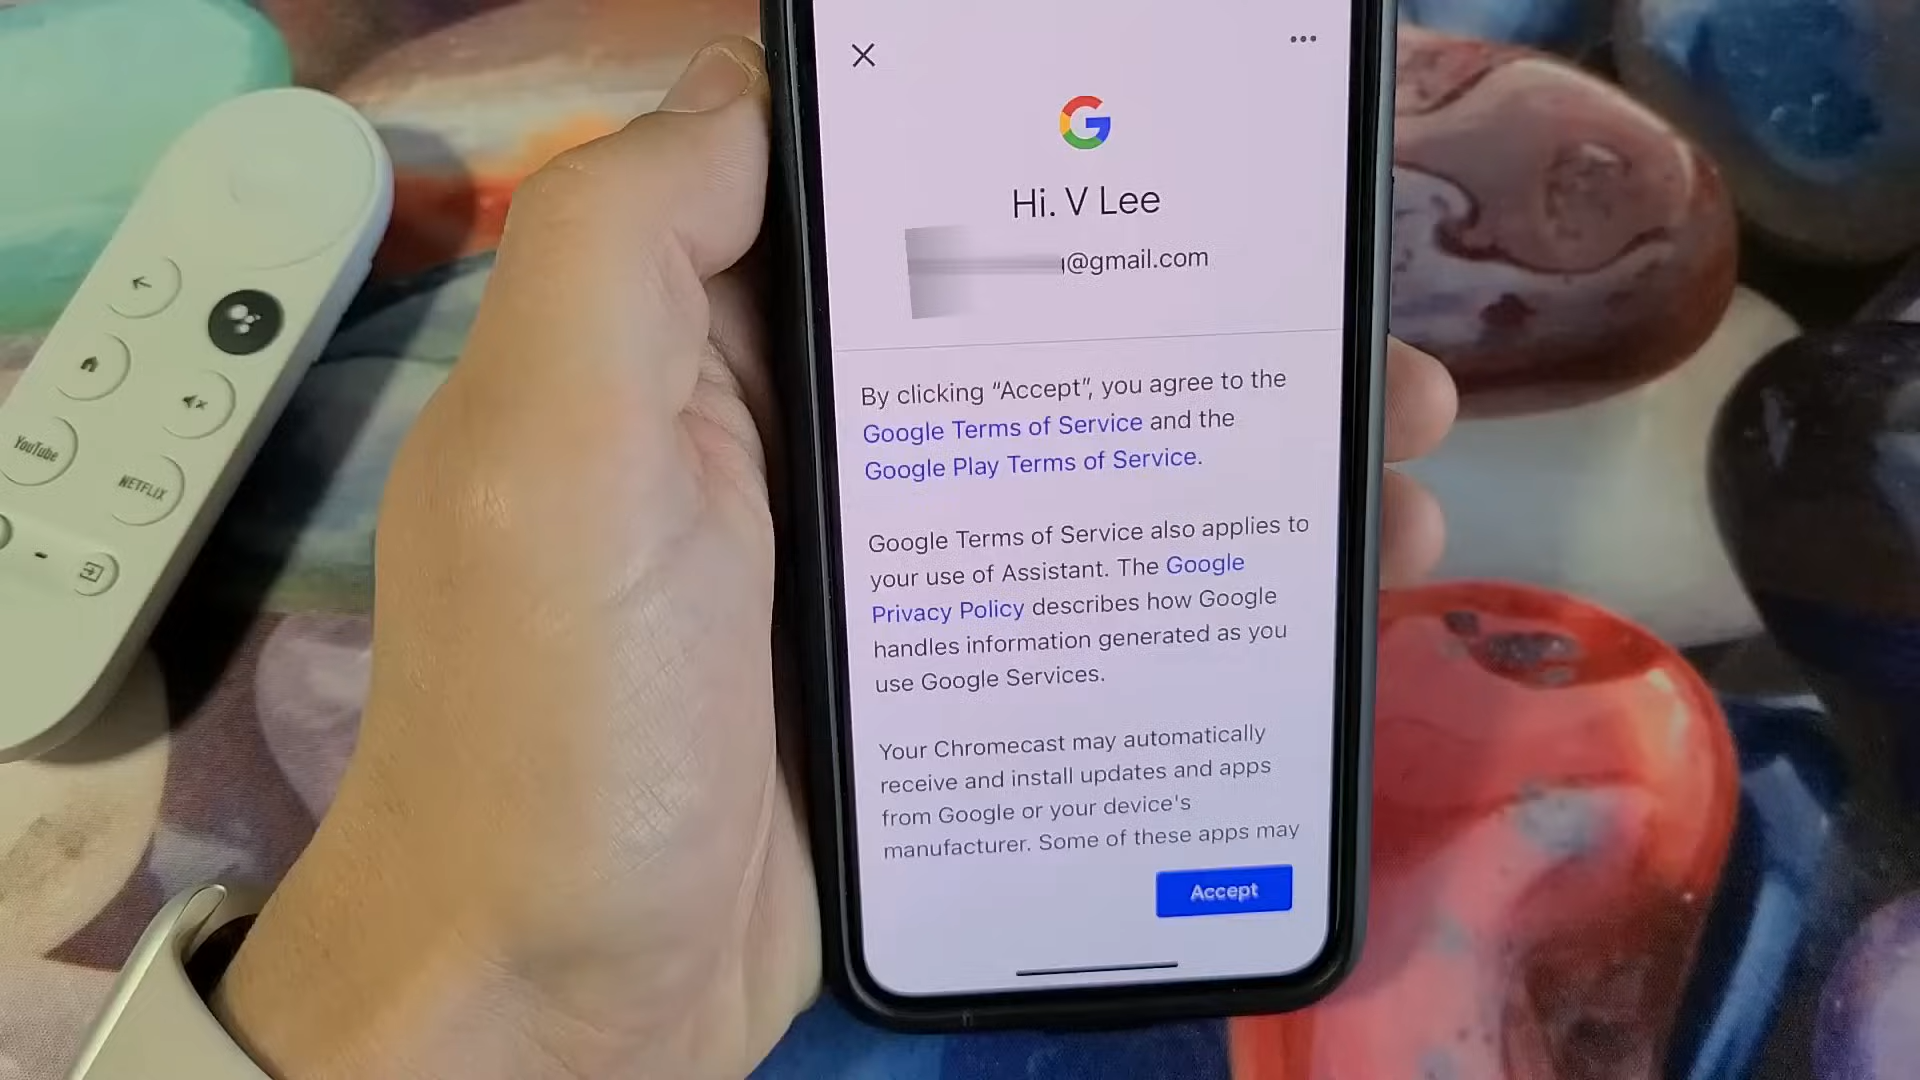 Hi. V Lee
@gmail.com
By clicking “Accept”, you agree to the
Google Terms of Service and the
Google Play Terms of Service.
Google Terms of Service also applies to
your use of Assistant. The Google
Privacy Policy describes how Google
handles information generated as you
use Google Services.
Your Chromecast may automatically
receive and install updates and apps
from Google or your device's
manufacturer. Some of these apps may
Accept
YouTube
NETFLIX